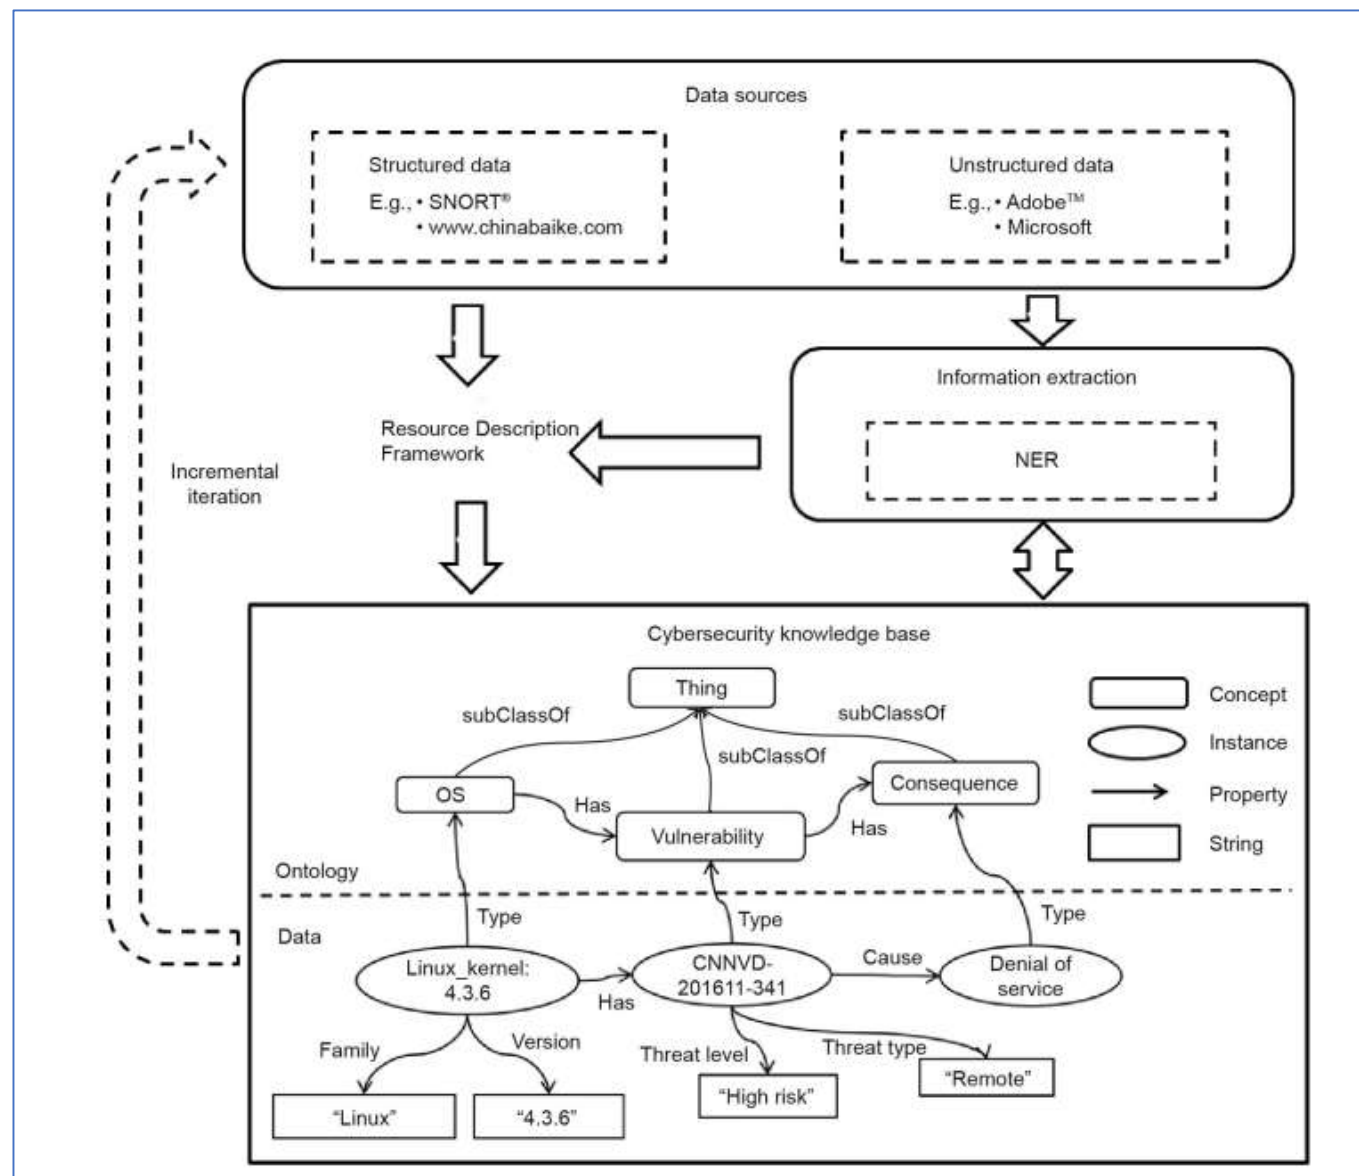 Data sources
Structured data
E.g., • SNORT®
• www.chinabaike.com
Unstructured data
E.g., • Adobe™
• Microsoft
Information extraction
NER
Resource Description
Framework
Incremental
iteration
Cybersecurity knowledge base
Thing
subClassOf
subClassOf
subClassOf
OS
Has
Vulnerability
Has
Consequence
Concept
Instance
Property
String
Ontology
Data
Type
Type
Type
Linux_kernel:
4.3.6
Has
CNNVD-
201611-341
Cause
Denial of
service
Family
Version
Threat level
Threat type
“Linux”
“4.3.6”
“High risk”
“Remote”